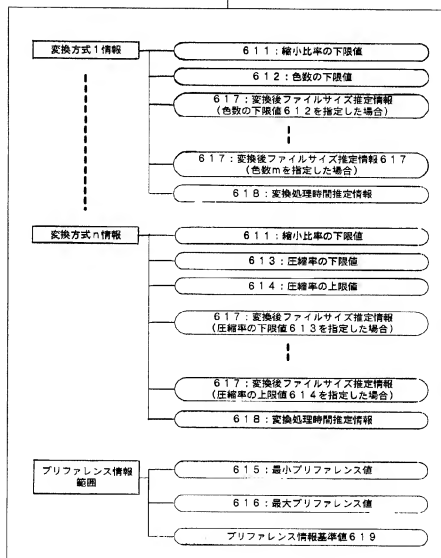 変換方式1情報
611：縮小比率の下限値
612：色数の下限値
617：変換後ファイルサイズ推定情報
（色数の下限値612を指定した場合）
617：変換後ファイルサイズ推定情報617
（色数mを指定した場合）
618：変換処理時間推定情報
変換方式n情報
611：縮小比率の下限値
613：圧縮率の下限値
614：圧縮率の上限値
617：変換後ファイルサイズ推定情報
（圧縮率の下限値613を指定した場合）
617：変換後ファイルサイズ推定情報
（圧縮率の上限値614を指定した場合）
618：変換処理時間推定情報
プリファレンス情報
範囲
615：最小プリファレンス値
616：最大プリファレンス値
プリファレンス情報基準値619